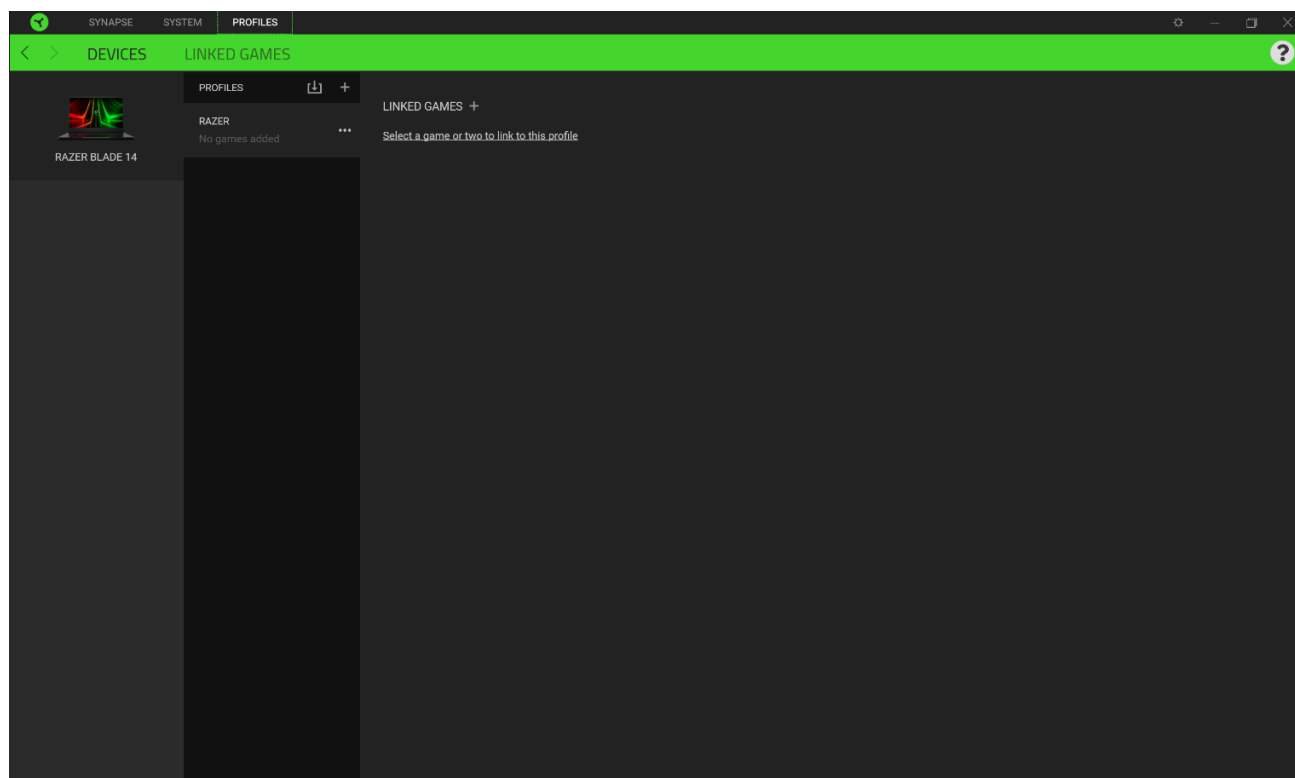 SYNAPSE SYSTEM PROFILES
DEVICES LINKED GAMES ?
PROFILES
RAZER
No games added
RAZER BLADE 14
LINKED GAMES +
Select a game or two to link to this profile